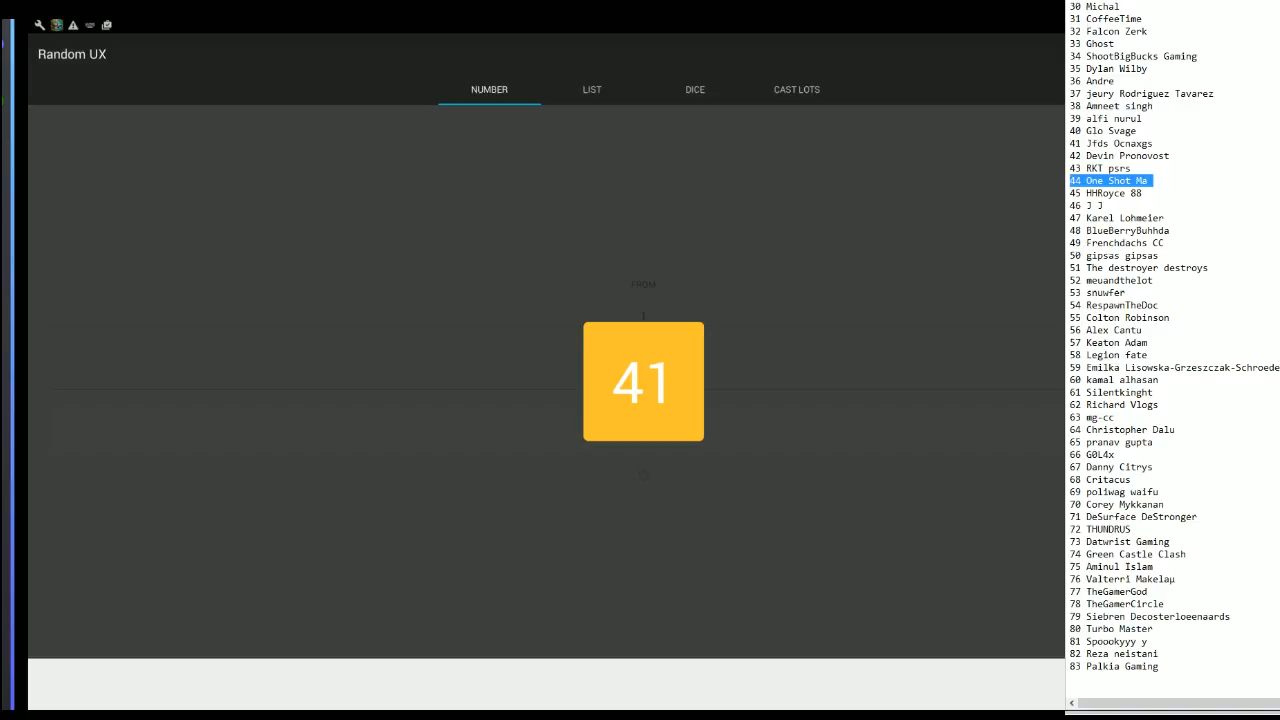 Random UX
NUMBER
LIST
DICE
CAST LOTS
FROM
1
41
30 Michal
31 CoffeeTime
32 Falcon Zerk
33 Ghost
34 ShootBigBucks Gaming
35 Dylan Wilby
36 Andre
37 jeury Rodriguez Tavarez
38 Amneet singh
39 alfi nurul
40 Glo Svage
41 Jfds Ocnaxgs
42 Devin Pronovost
43 RKT psrs
44 One Shot Ma
45 HHRoyce 88
46 J J
47 Karel Lohmeier
48 BlueBerryBuhhda
49 Frenchdachs CC
50 gipsas gipsas
51 The destroyer destroys
52 meuandthelot
53 snuwfer
54 RespawnTheDoc
55 Colton Robinson
56 Alex Cantu
57 Keaton Adam
58 Legion fate
59 Emilka Lisowska-Grzeszczak-Schroede
60 kamal alhasan
61 Silentkinght
62 Richard Vlogs
63 mg-cc
64 Christopher Dalu
65 pranav gupta
66 G0L4x
67 Danny Citrys
68 Critacus
69 poliwag waifu
70 Corey Mykkanan
71 DeSurface DeStronger
72 THUNDRUS
73 Datwrist Gaming
74 Green Castle Clash
75 Aminul Islam
76 Valterri Makelaµ
77 TheGamerGod
78 TheGamerCircle
79 Siebren Decosterloeenaards
80 Turbo Master
81 Spoookyyy y
82 Reza neistani
83 Palkia Gaming